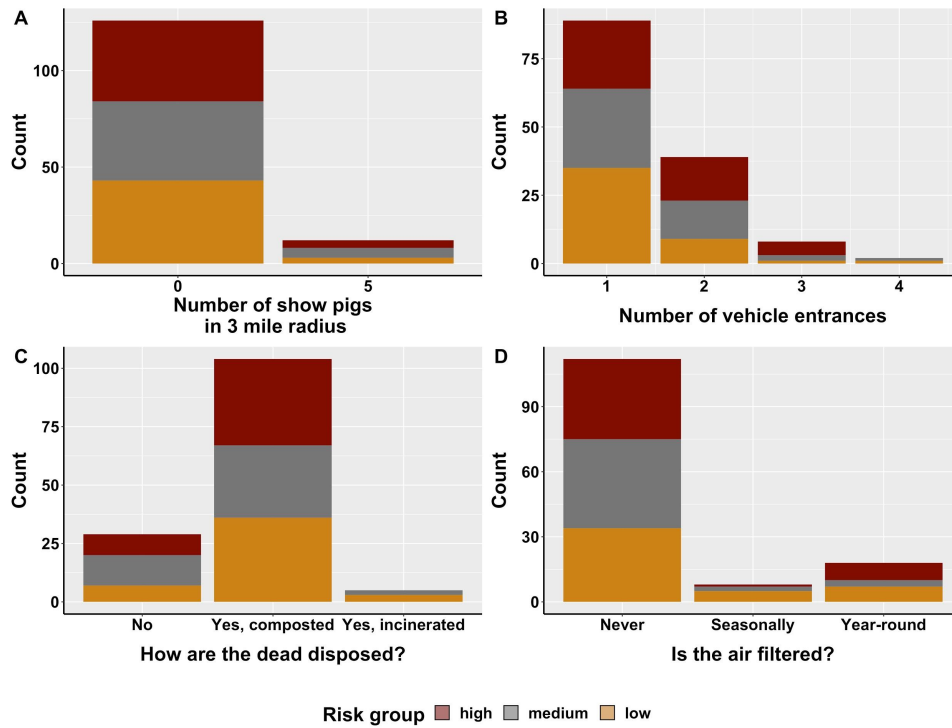 A
Count
100
50
0
0
5
Number of show pigs
in 3 mile radius
B
Count
75
50
25
0
1
2
3
4
Number of vehicle entrances
C
Count
100
75
50
25
0
No
Yes, composted
Yes, incinerated
How are the dead disposed?
D
Count
90
60
30
0
Never
Seasonally
Year-round
Is the air filtered?
Risk group high medium low